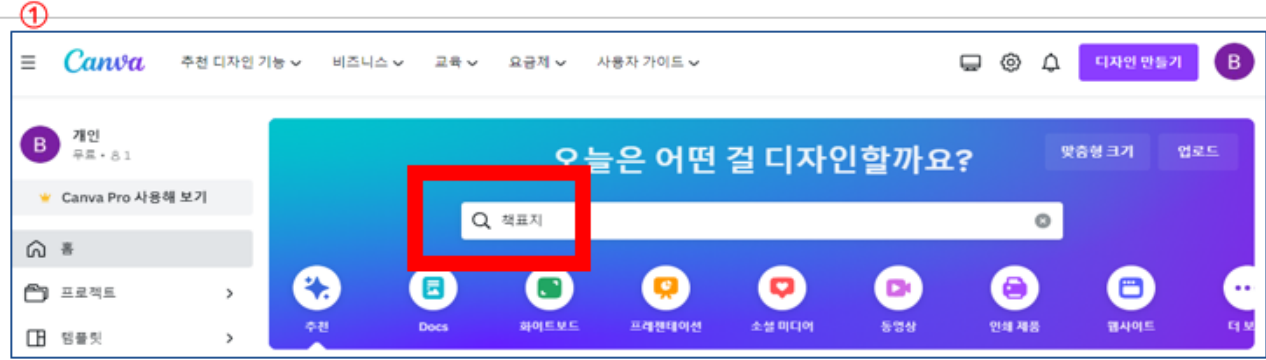 ①
Canva 추천 디자인 기능 비즈니스 교육 요금제 사용자 가이드 디자인 만들기 B
B 개인
무료 • 1
Canva Pro 사용해 보기
홈
프로젝트
템플릿
오늘은 어떤 걸 디자인할까요?
맞춤형 크기 업로드
책표지
추천 Docs 화이트보드 프레젠테이션 소셜 미디어 동영상 인쇄 제품 웹사이트 더 보